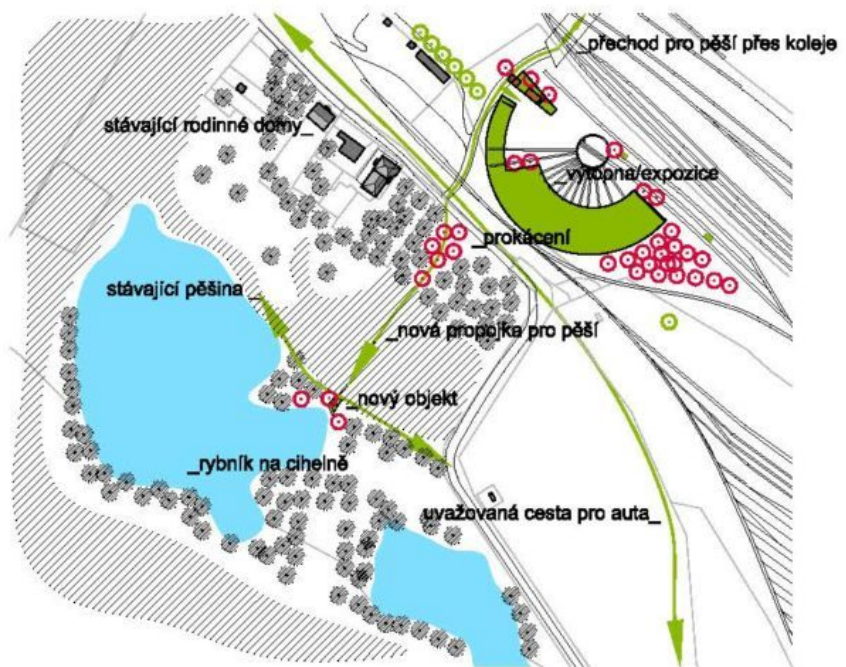 _přechod pro pěší přes koleje
stávající rodinné domy_
_výtopna/expozice
_prokácení
stávající pěšina_
_nová propojka pro pěší
_nový objekt
_rybník na cihelně
uvažovaná cesta pro auta_